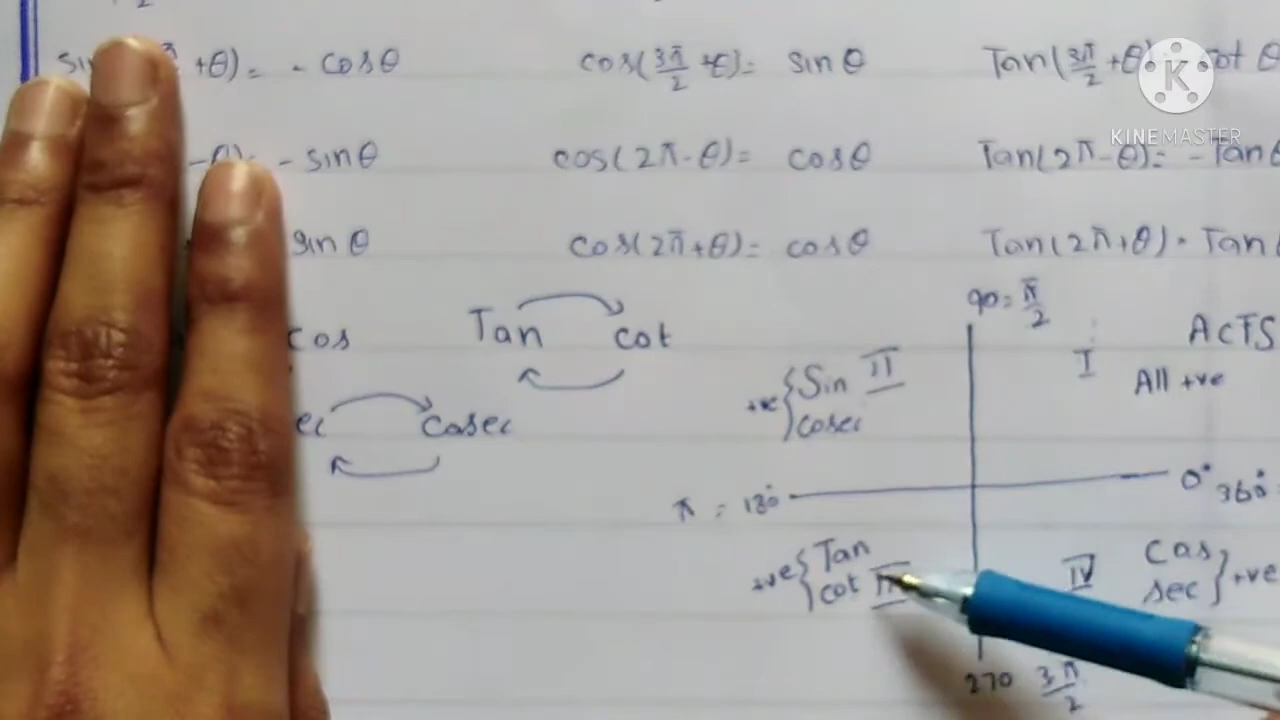 +θ) = - cosθ cos(3π/2 +θ)= sinθ Tan(3π/2 +θ) cot θ
-θ)= - sinθ cos(2π-θ)= cosθ Tan(2π-θ)= -Tanθ
sinθ cos(2π+θ)= cosθ Tan(2π+θ) = Tan
KINEMASTER
cos Tan cot
ec cosec
90=π/2
ACTS
+ve { Sin II
cosec
I
All +ve
π = 180° 0° 360°
+ve { Tan
cot III
IV
Cos
sec } +ve
270 3π/2